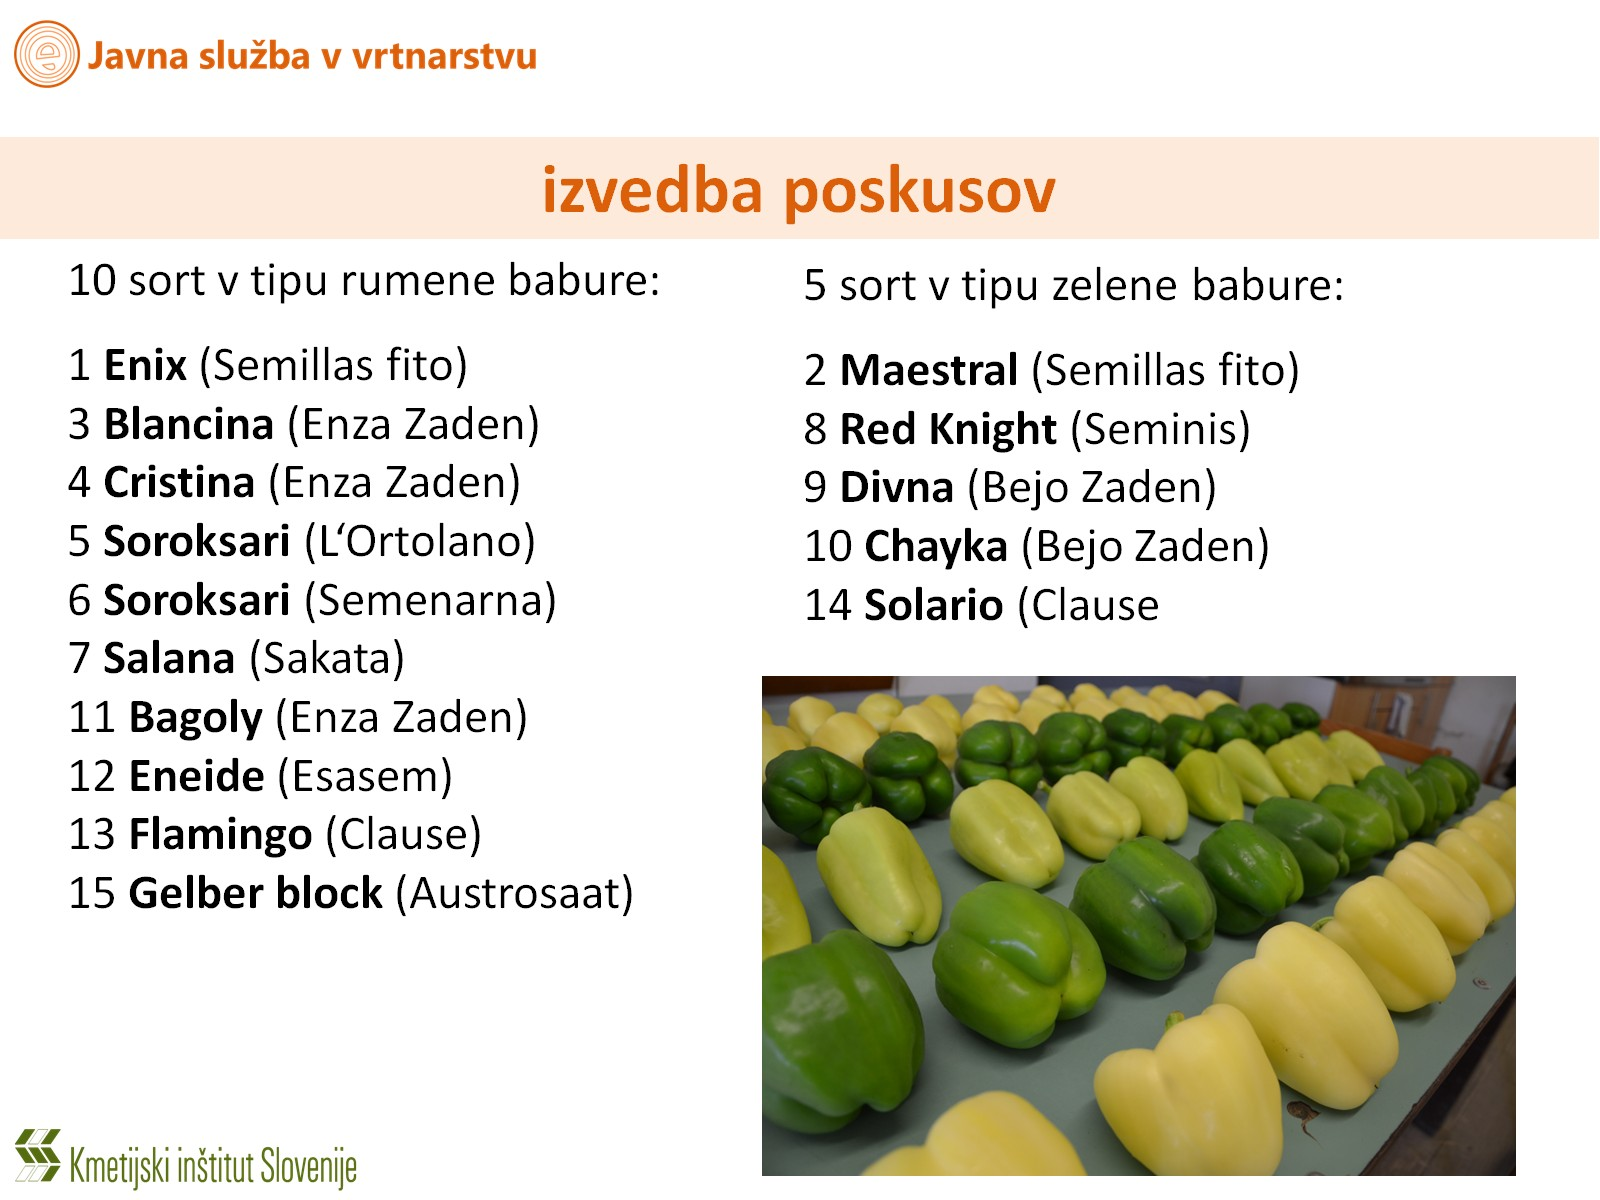 Javna služba v vrtnarstvu
izvedba poskusov
10 sort v tipu rumene babure:
1 Enix (Semillas fito)
3 Blancina (Enza Zaden)
4 Cristina (Enza Zaden)
5 Soroksari (L‘Ortolano)
6 Soroksari (Semenarna)
7 Salana (Sakata)
11 Bagoly (Enza Zaden)
12 Eneide (Esasem)
13 Flamingo (Clause)
15 Gelber block (Austrosaat)
5 sort v tipu zelene babure:
2 Maestral (Semillas fito)
8 Red Knight (Seminis)
9 Divna (Bejo Zaden)
10 Chayka (Bejo Zaden)
14 Solario (Clause
Kmetijski inštitut Slovenije